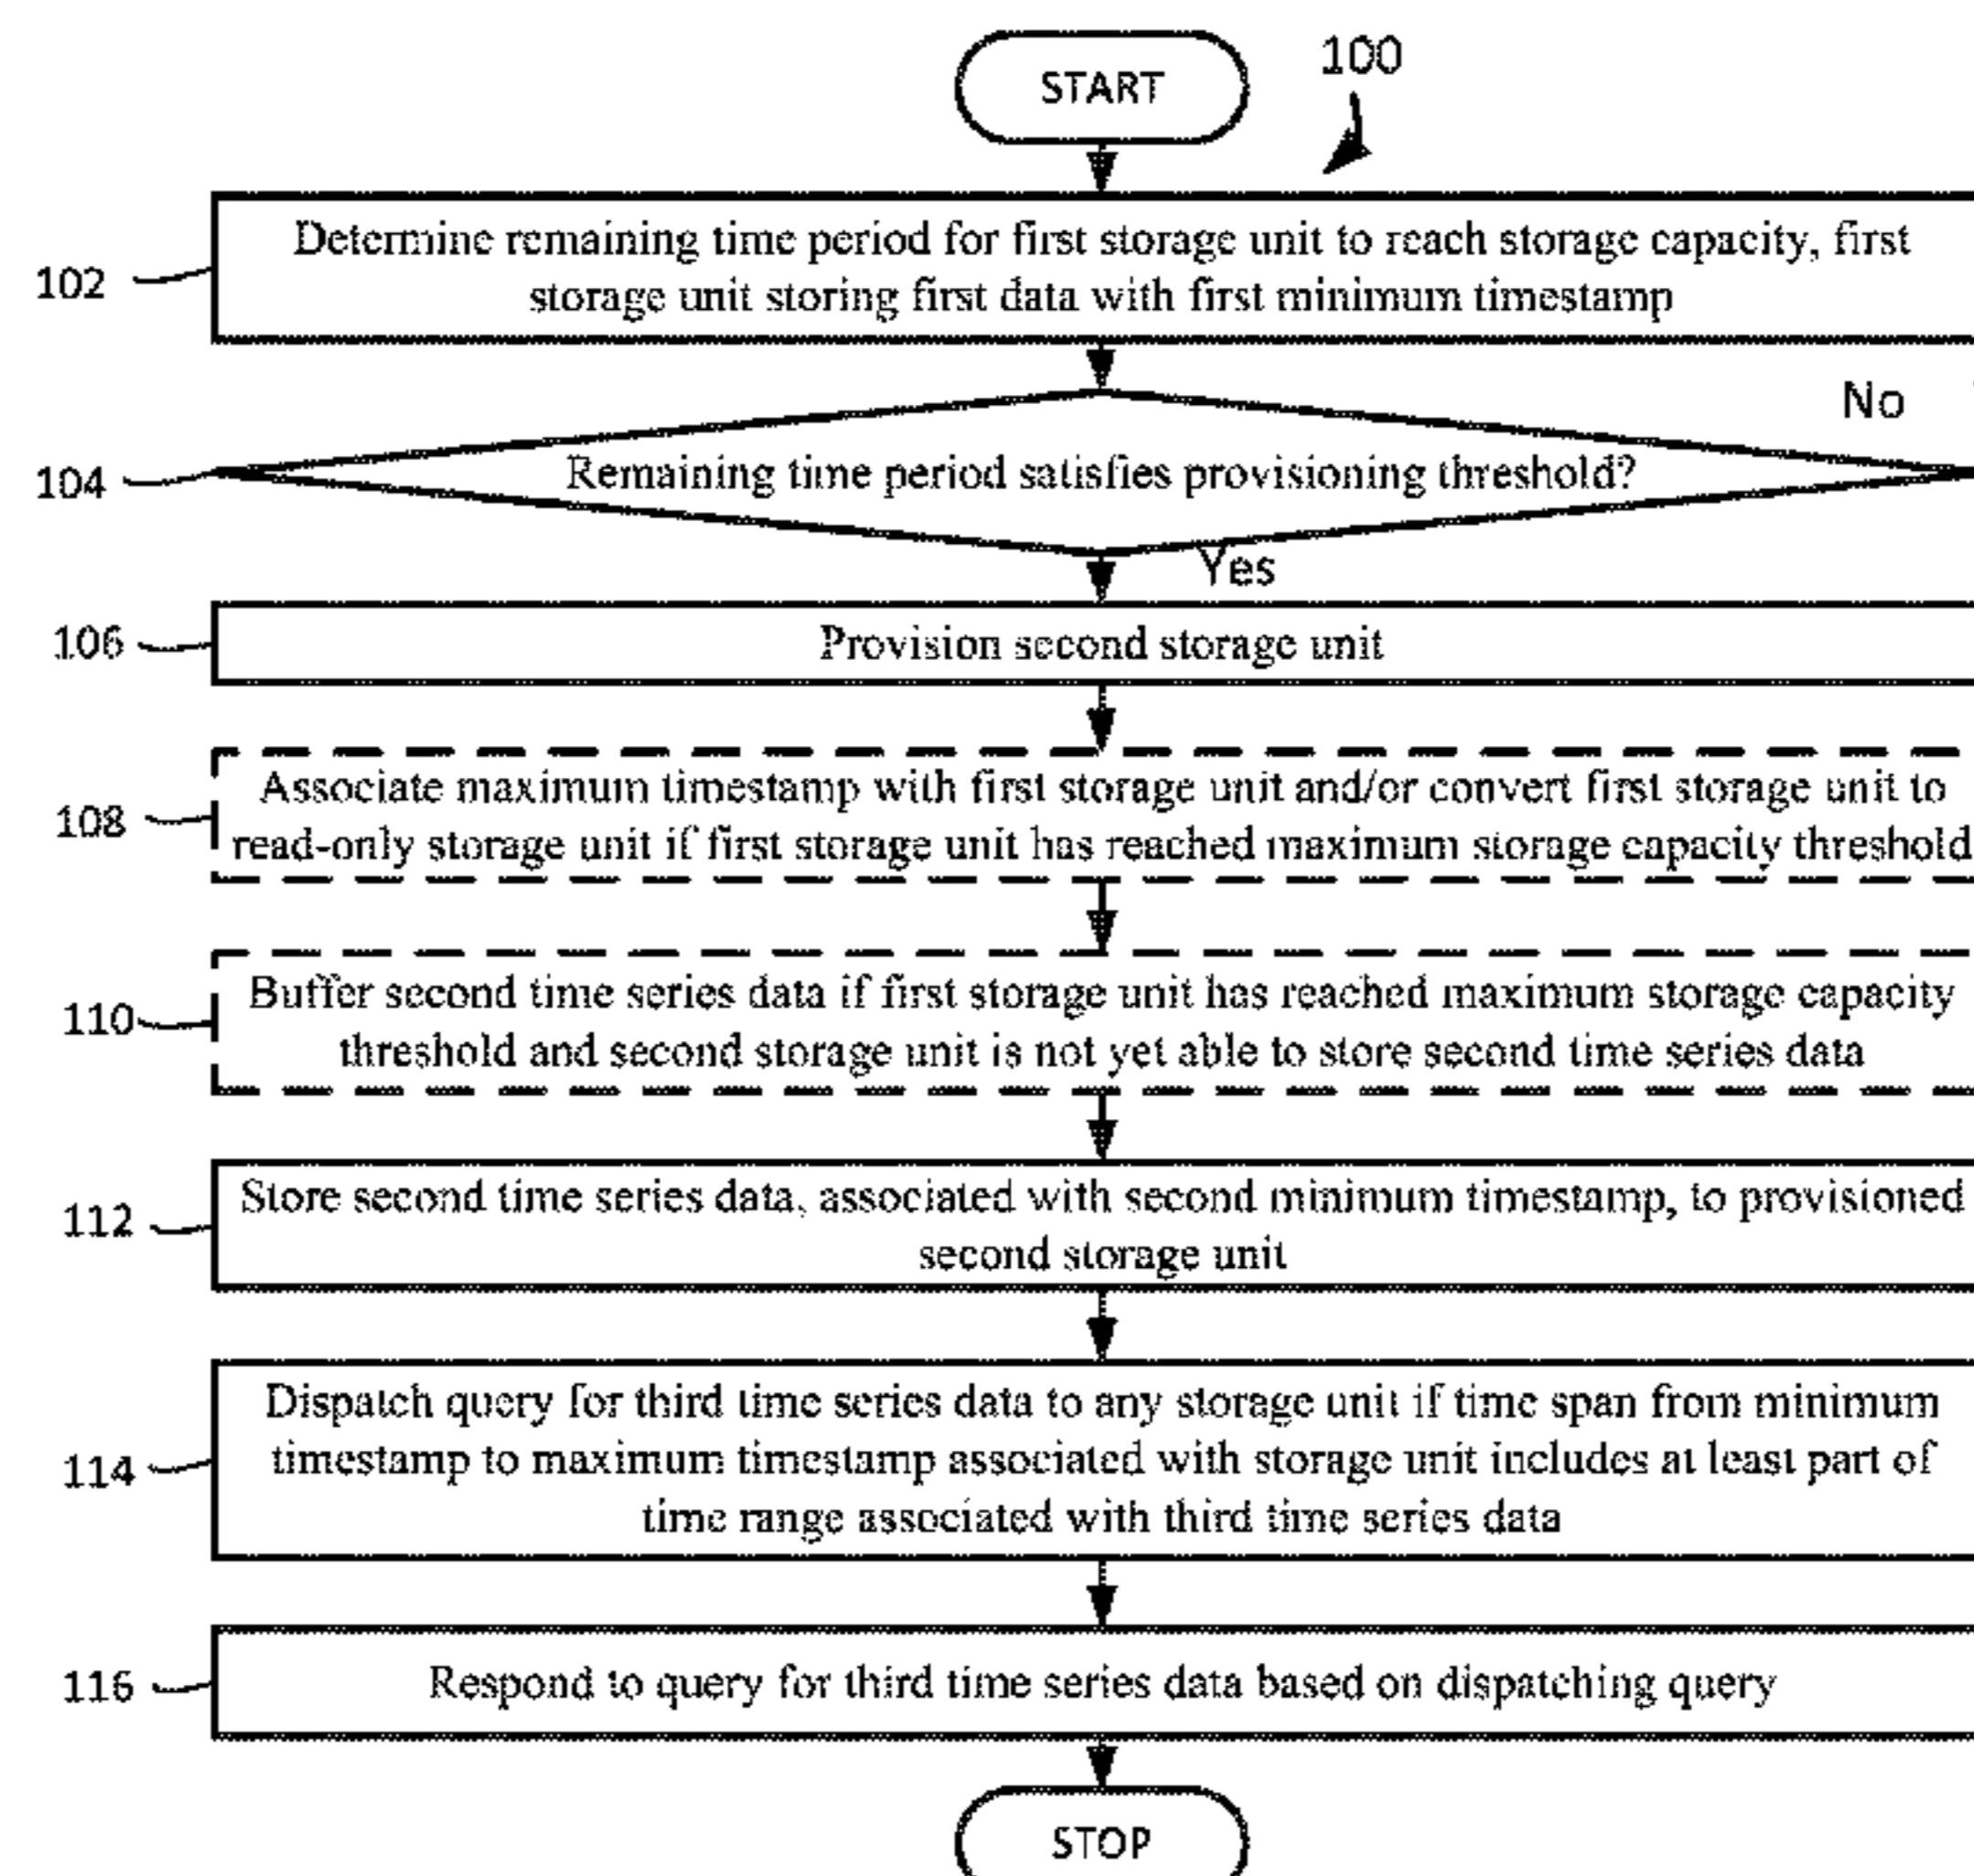 START
100
102
Determine remaining time period for first storage unit to reach storage capacity, first
storage unit storing first data with first minimum timestamp
No
104
Remaining time period satisfies provisioning threshold?
Yes
106
Provision second storage unit
108
Associate maximum timestamp with first storage unit and/or convert first storage unit to
read-only storage unit if first storage unit has reached maximum storage capacity threshold
110
Buffer second time series data if first storage unit has reached maximum storage capacity
threshold and second storage unit is not yet able to store second time series data
112
Store second time series data, associated with second minimum timestamp, to provisioned
second storage unit
114
Dispatch query for third time series data to any storage unit if time span from minimum
timestamp to maximum timestamp associated with storage unit includes at least part of
time range associated with third time series data
116
Respond to query for third time series data based on dispatching query
STOP